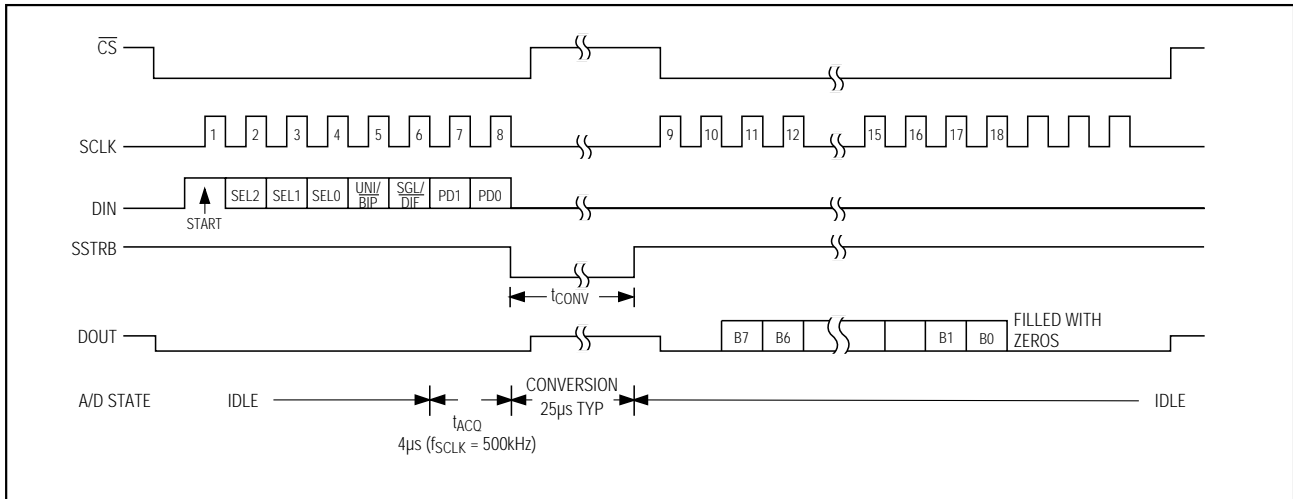 CS
SCLK
1 2 3 4 5 6 7 8 9 10 11 12 15 16 17 18
DIN
SEL2 SEL1 SEL0 UNI/BIP SGL/DIF PD1 PD0
START
SSTRB
tCONV
DOUT
B7 B6 B1 B0
FILLED WITH
ZEROS
A/D STATE
IDLE
CONVERSION
25µs TYP
IDLE
tACQ
4µs (fSCLK = 500kHz)